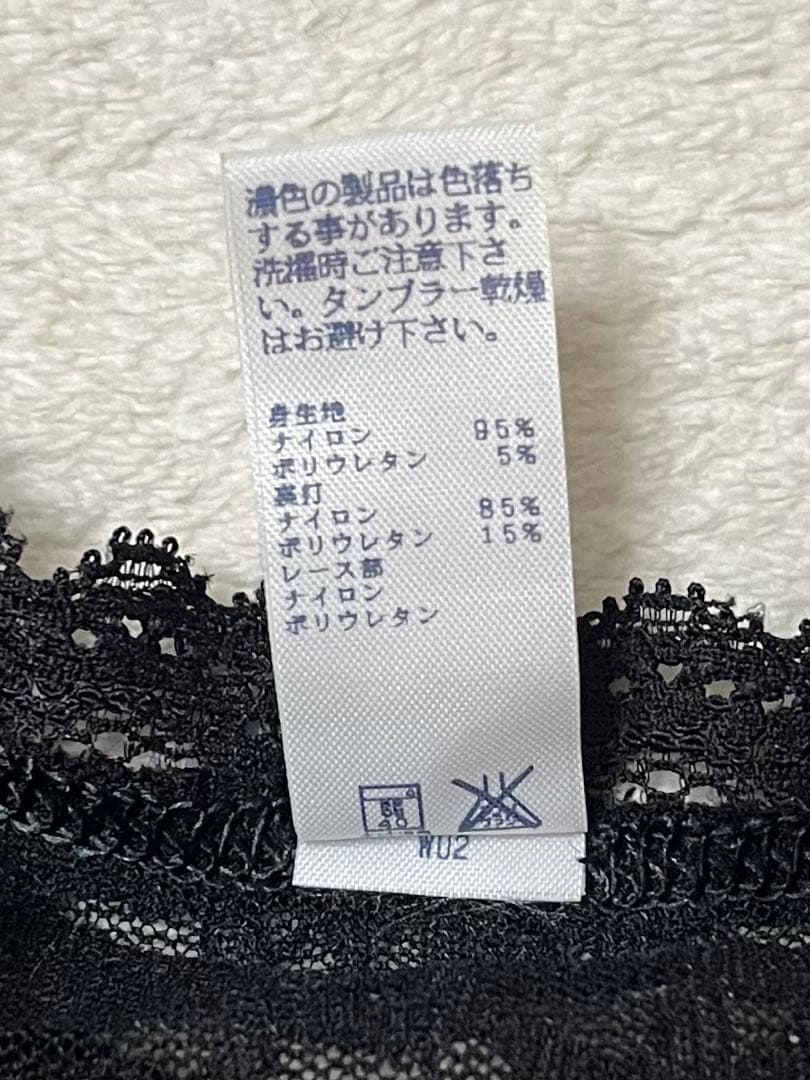 濃色の製品は色落ち
する事があります。
洗濯時ご注意下さ
い。タンブラー乾燥
はお避け下さい。
身生地
ナイロン 95%
ポリウレタン 5%
裏打
ナイロン 85%
ポリウレタン 15%
レース部
ナイロン
ポリウレタン
40
WU2